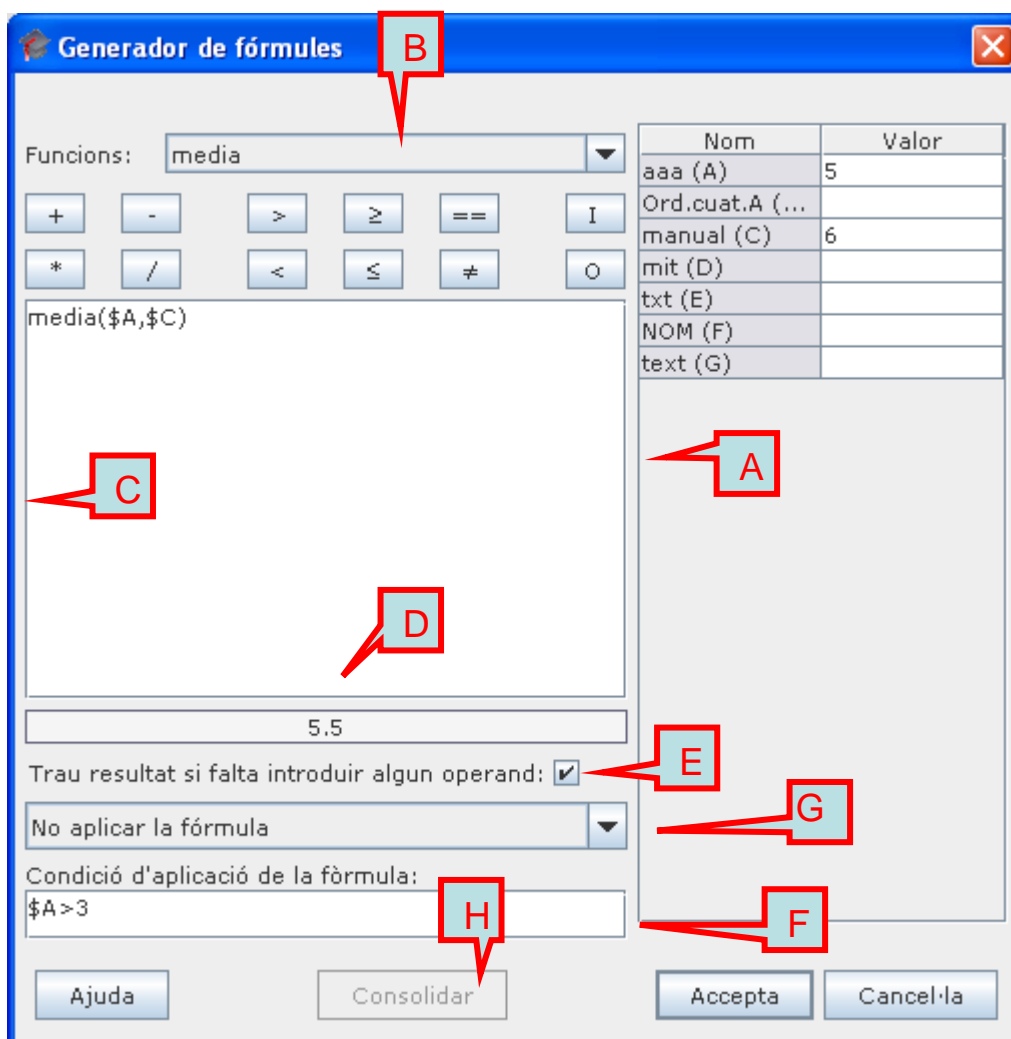 Generador de fórmules
B
Funcions: media
+ - > ≥ == I
* / < ≤ ≠ O
media($A,$C)
Nom Valor
aaa (A) 5
Ord.cuat.A (...
manual (C) 6
mit (D)
txt (E)
NOM (F)
text (G)
A
C
D
5.5
Trau resultat si falta introduir algun operand:
E
No aplicar la fórmula
G
Condició d'aplicació de la fòrmula:
$A>3
H
F
Ajuda Consolidar Accepta Cancel·la